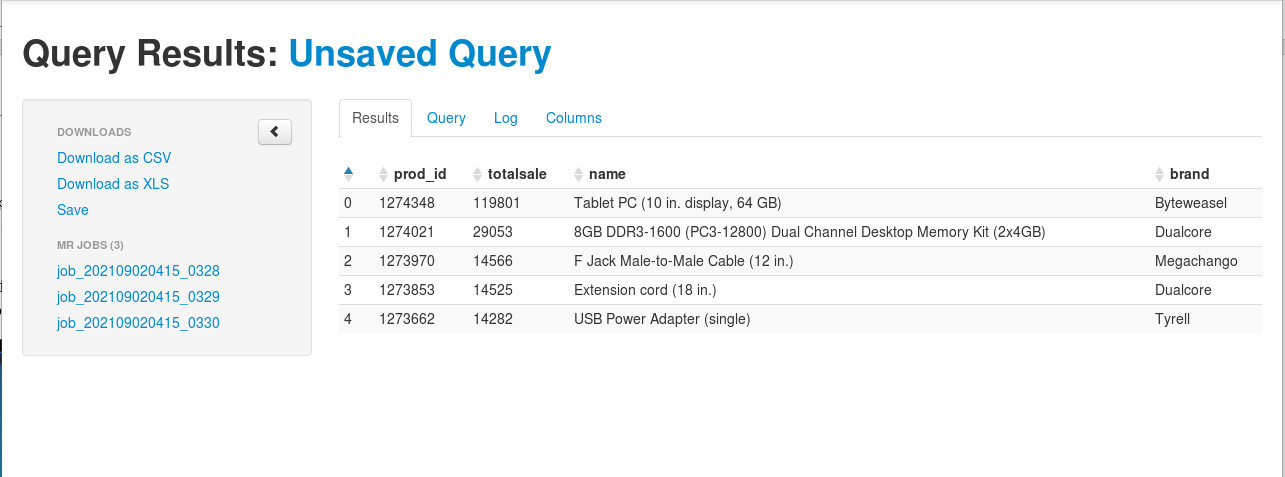 Query Results: Unsaved Query
DOWNLOADS
Download as CSV
Download as XLS
Save
MR JOBS (3)
job_202109020415_0328
job_202109020415_0329
job_202109020415_0330
Results Query Log Columns
prod_id totalsale name brand
0 1274348 119801 Tablet PC (10 in. display, 64 GB) Byteweasel
1 1274021 29053 8GB DDR3-1600 (PC3-12800) Dual Channel Desktop Memory Kit (2x4GB) Dualcore
2 1273970 14566 F Jack Male-to-Male Cable (12 in.) Megachango
3 1273853 14525 Extension cord (18 in.) Dualcore
4 1273662 14282 USB Power Adapter (single) Tyrell